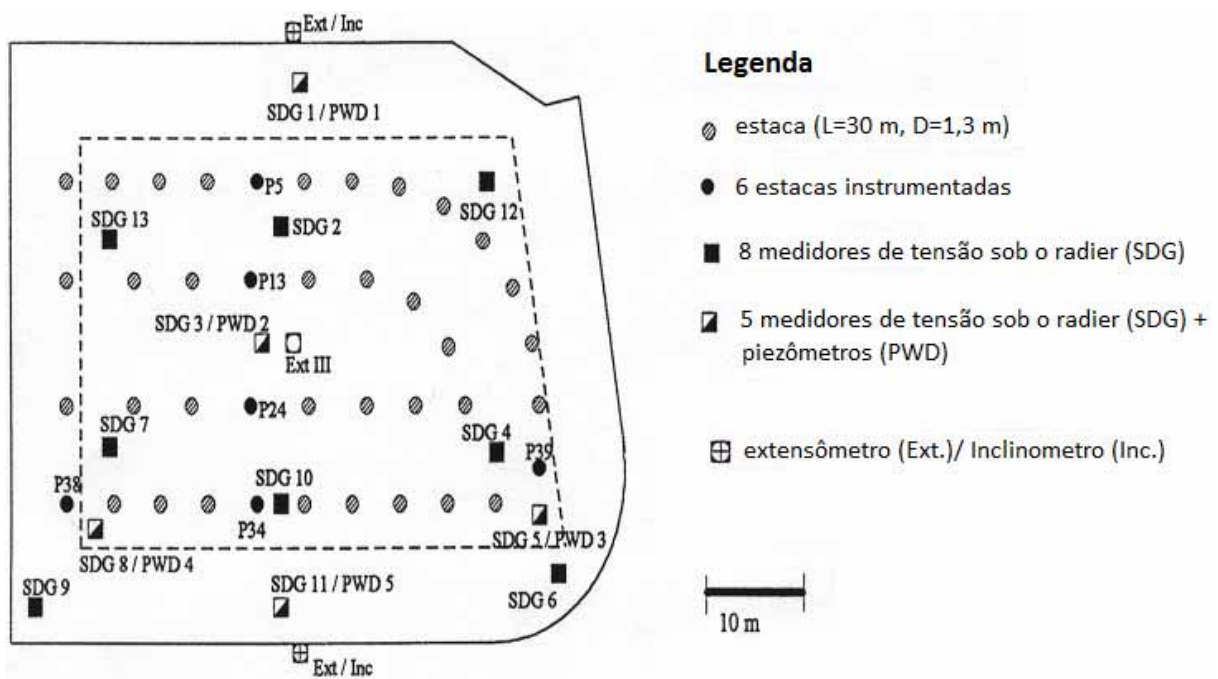 Ext / Inc
SDG 1 / PWD 1
P5
SDG 13
SDG 2
SDG 12
P13
SDG 3 / PWD 2
Ext III
P24
SDG 7
SDG 4
P39
P38
SDG 10
P34
SDG 5 / PWD 3
SDG 8 / PWD 4
SDG 9
SDG 11 / PWD 5
SDG 6
Ext / Inc
Legenda
estaca (L=30 m, D=1,3 m)
6 estacas instrumentadas
8 medidores de tensão sob o radier (SDG)
5 medidores de tensão sob o radier (SDG) +
piezômetros (PWD)
extensômetro (Ext.)/ Inclinometro (Inc.)
10 m